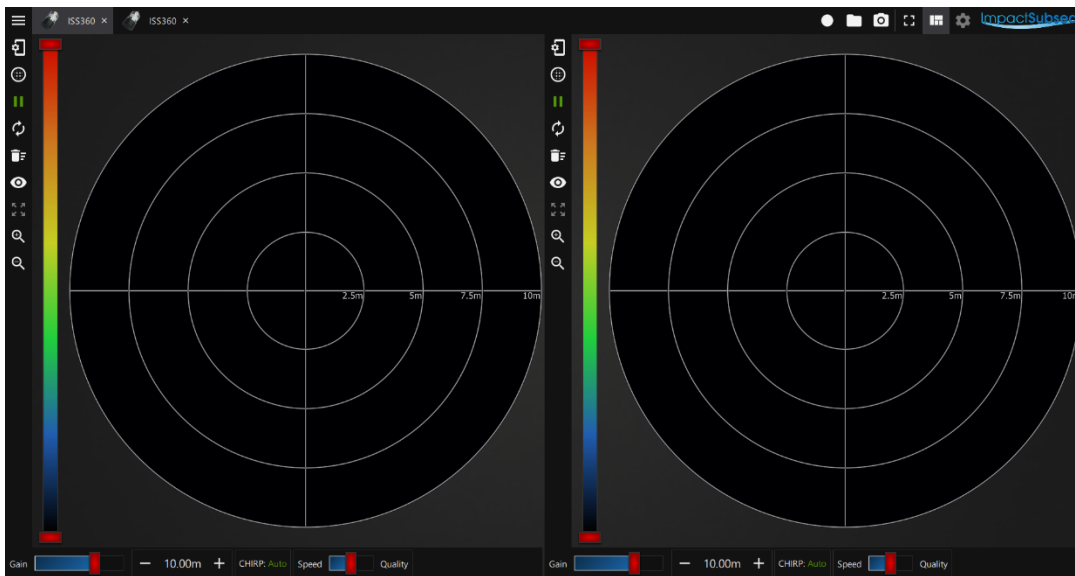 ISS360 × ISS360 × ImpactSubsea
2.5m 5m 7.5m 10m 2.5m 5m 7.5m 10
Gain 10.00m CHIRP: Auto Speed Quality Gain 10.00m CHIRP: Auto Speed Quality